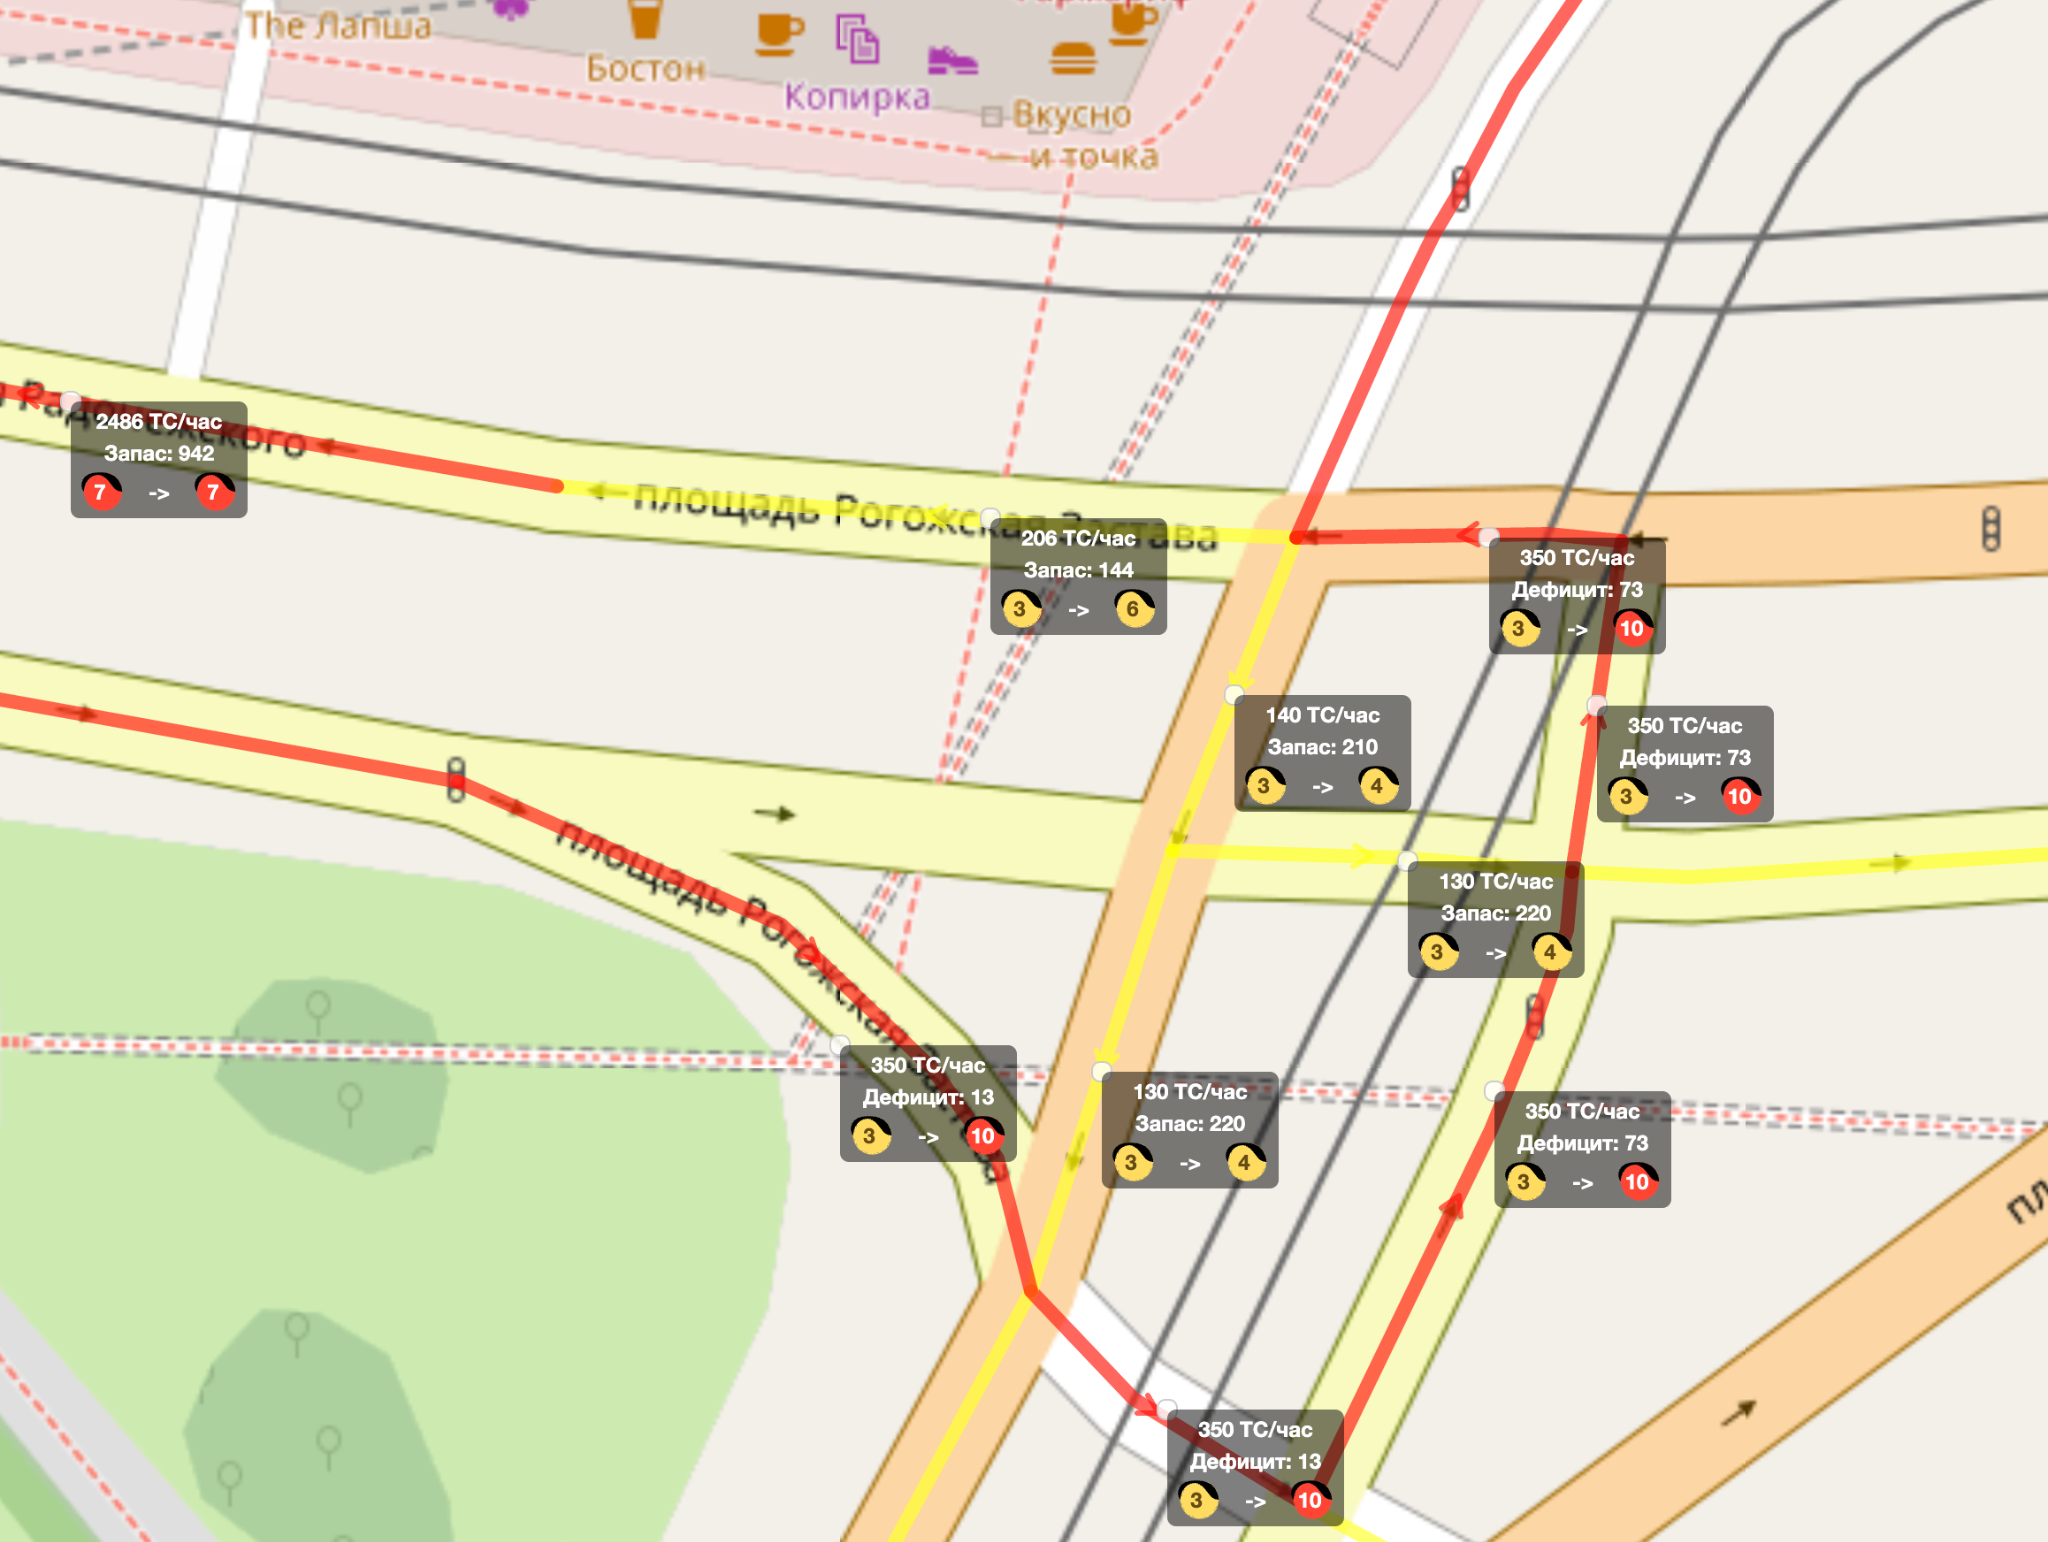 The Лапша
Бостон
Копирка
Вкусно
и точка
2486 ТС/час
Запас: 942
7 -> 7
площадь Рогожская Застава
206 ТС/час
Запас: 144
3 -> 6
350 ТС/час
Дефицит: 73
3 -> 10
140 ТС/час
Запас: 210
3 -> 4
350 ТС/час
Дефицит: 73
3 -> 10
130 ТС/час
Запас: 220
3 -> 4
площадь Рогожская Застава
350 ТС/час
Дефицит: 13
3 -> 10
130 ТС/час
Запас: 220
3 -> 4
350 ТС/час
Дефицит: 73
3 -> 10
350 ТС/час
Дефицит: 13
3 -> 10